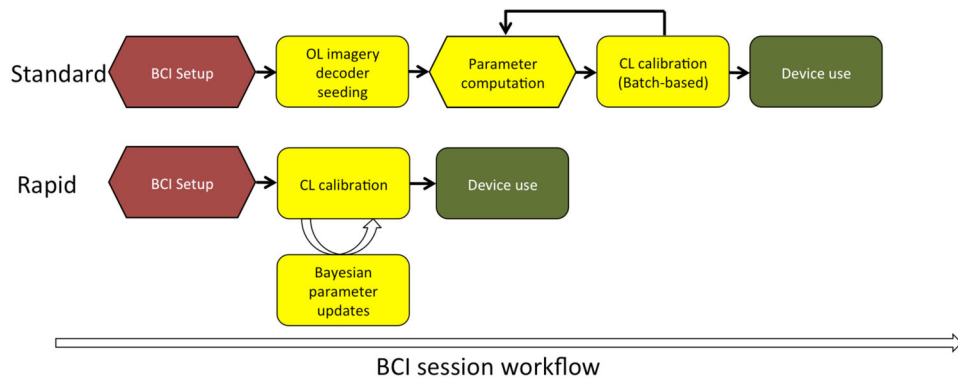 Standard
BCI Setup
OL imagery
decoder
seeding
Parameter
computation
CL calibration
(Batch-based)
Device use
Rapid
BCI Setup
CL calibration
Device use
Bayesian
parameter
updates
BCI session workflow